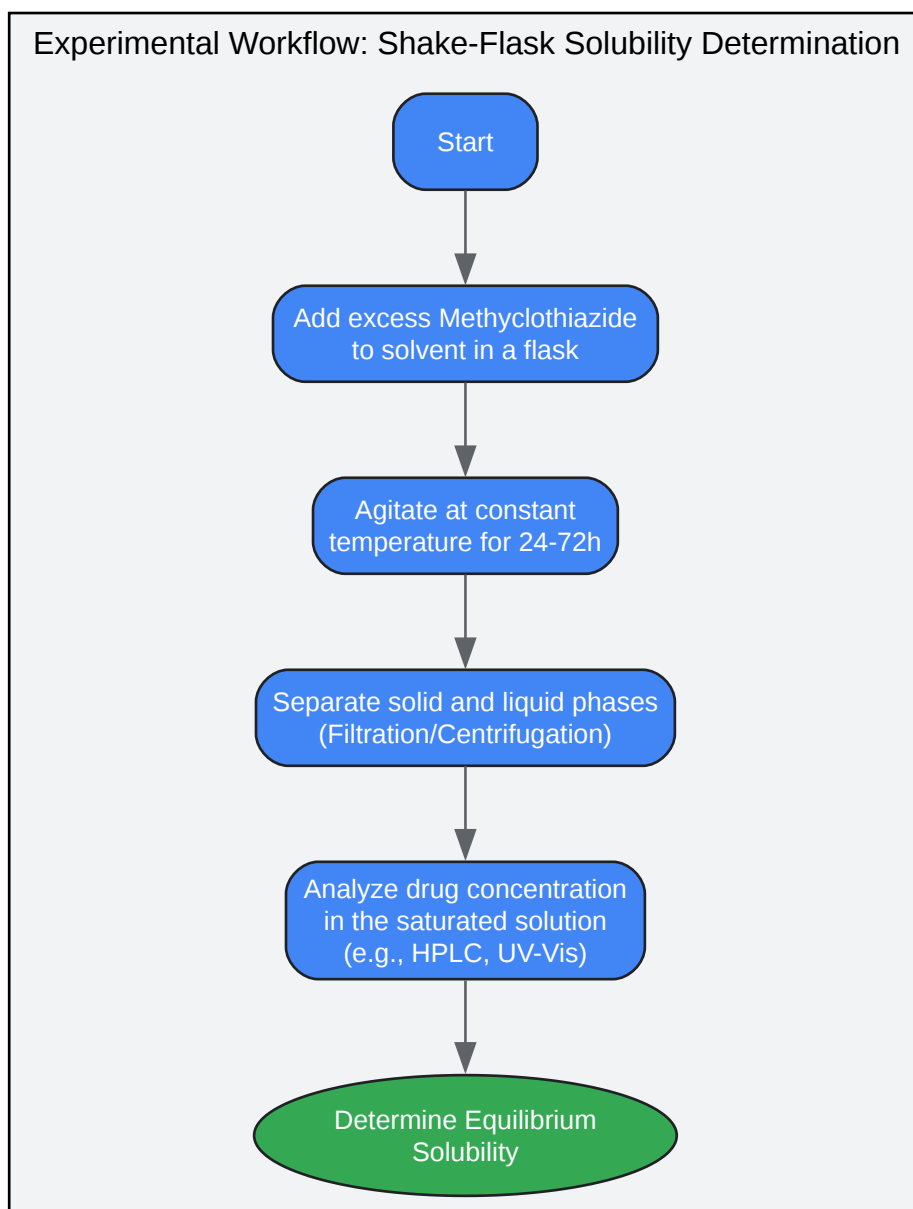 Experimental Workflow: Shake-Flask Solubility Determination
Start
Add excess Methyclothiazide
to solvent in a flask
Agitate at constant
temperature for 24-72h
Separate solid and liquid phases
(Filtration/Centrifugation)
Analyze drug concentration
in the saturated solution
(e.g., HPLC, UV-Vis)
Determine Equilibrium
Solubility